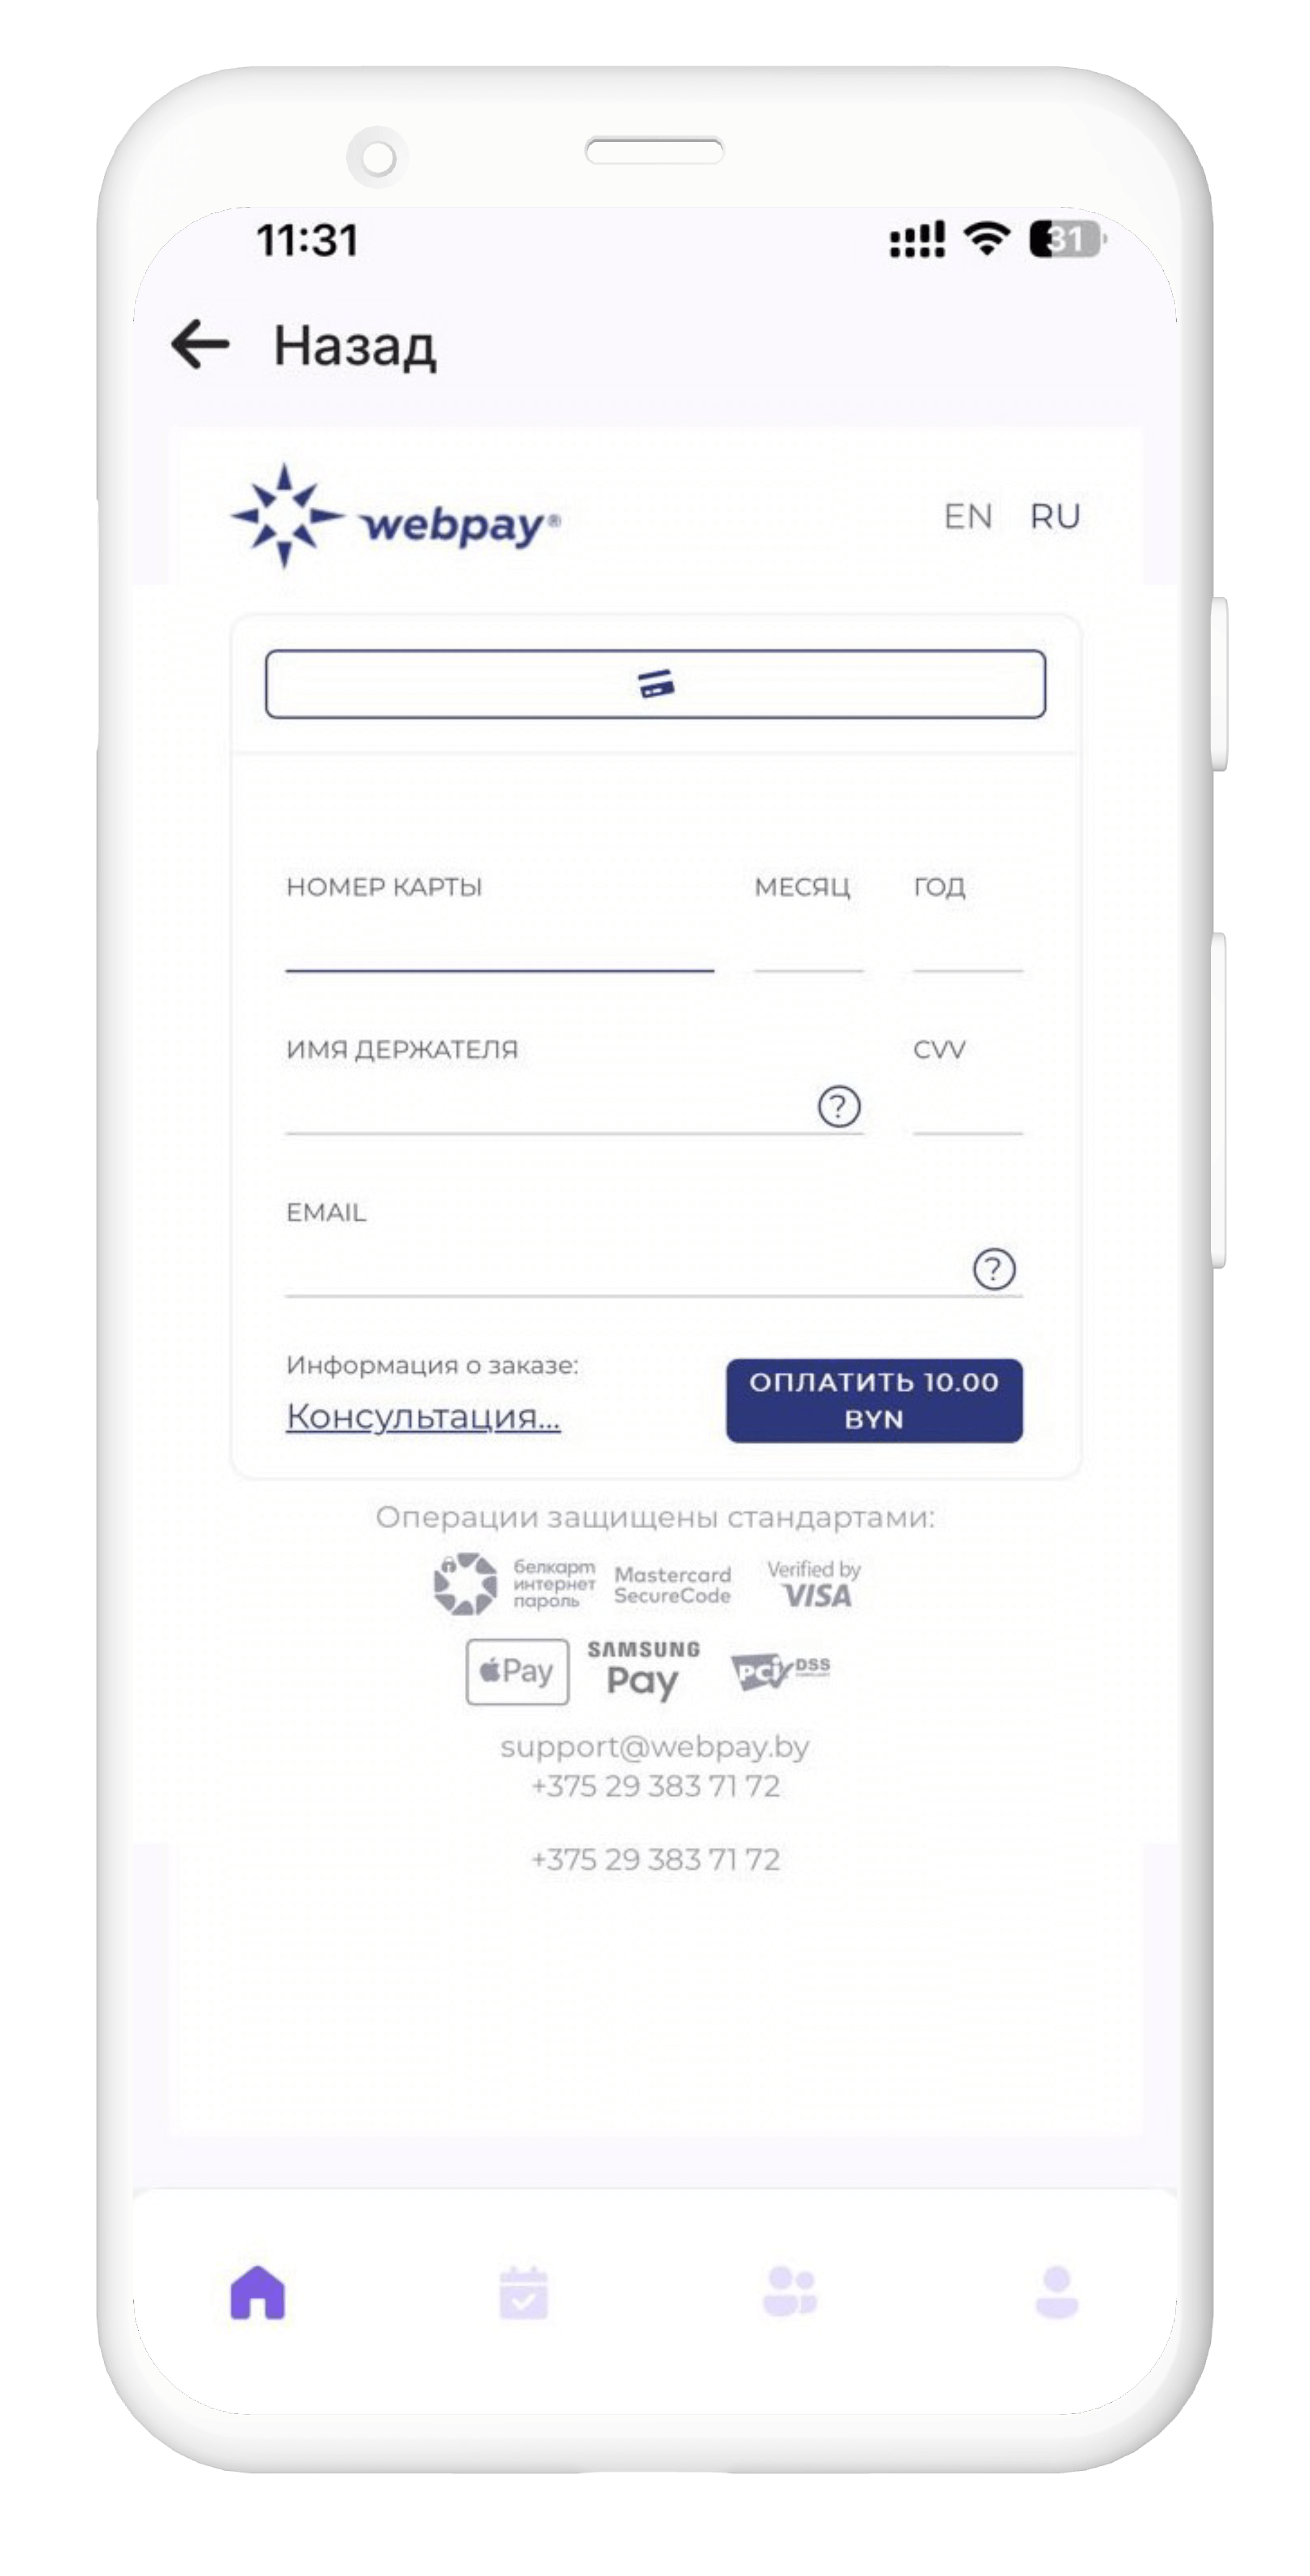 11:31
31
Назад
webpay®
EN RU
НОМЕР КАРТЫ МЕСЯЦ ГОД
ИМЯ ДЕРЖАТЕЛЯ CVV
?
EMAIL
?
Информация о заказе:
Консультация...
ОПЛАТИТЬ 10.00
BYN
Операции защищены стандартами:
белкарт
интернет
пароль
Mastercard
SecureCode
Verified by
VISA
Pay
SAMSUNG
Pay
PCI DSS
support@webpay.by
+375 29 383 71 72
+375 29 383 71 72